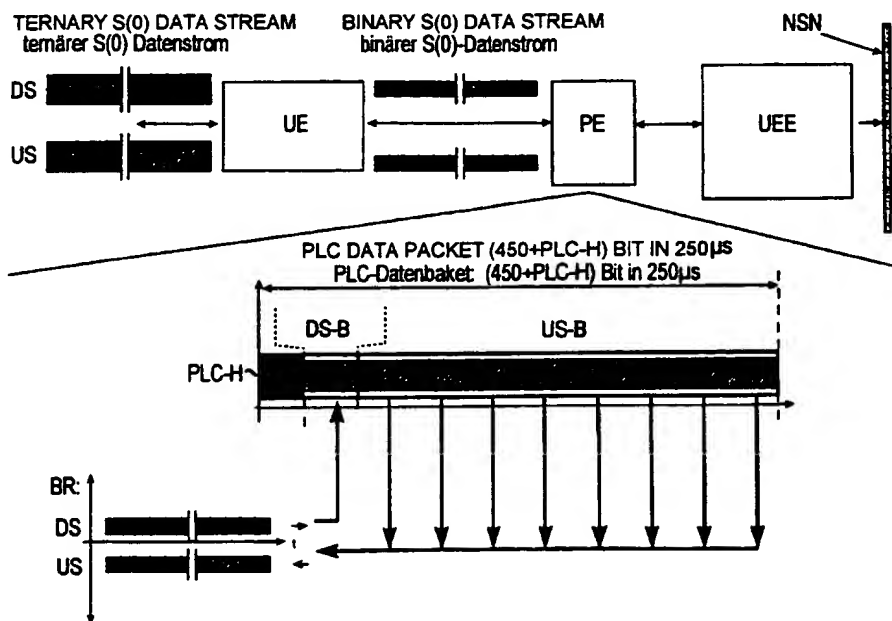 TERNARY S(0) DATA STREAM
ternärer S(0) Datenstrom
BINARY S(0) DATA STREAM
binärer S(0)-Datenstrom
NSN
DS
US
UE
PE
UEE
PLC DATA PACKET (450+PLC-H) BIT IN 250µs
PLC-Datenbaket: (450+PLC-H) Bit in 250µs
DS-B
US-B
PLC-H
BR:
DS
t
US